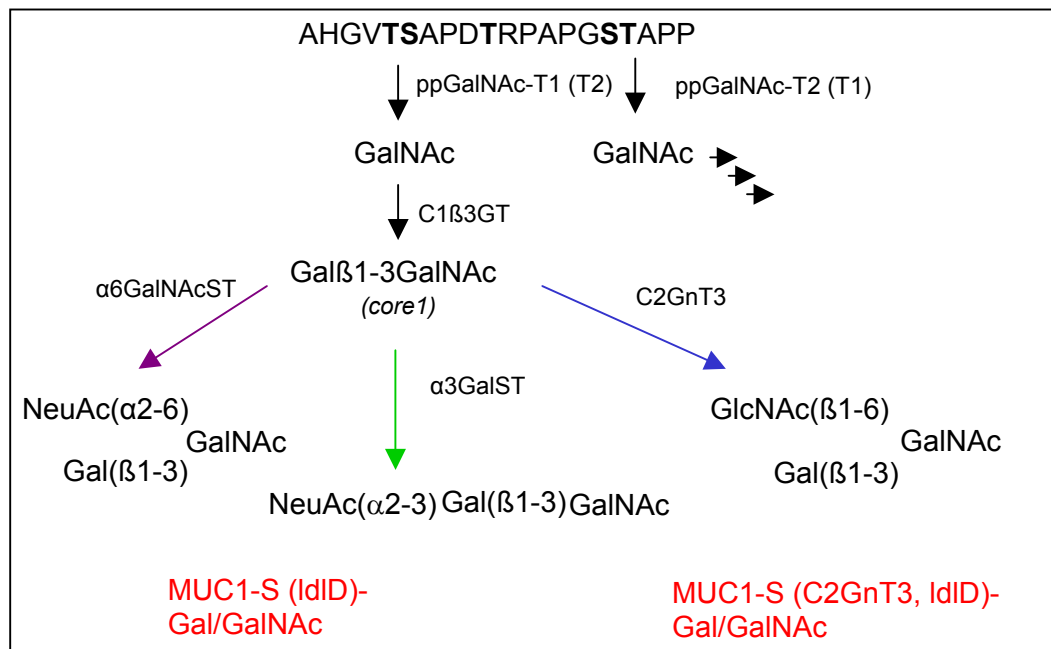 AHGVTSAPDTRPAPGSTAPP
ppGalNAc-T1 (T2)
ppGalNAc-T2 (T1)
GalNAc
GalNAc
C1ß3GT
Galß1-3GalNAc
(core1)
α6GalNAcST
C2GnT3
α3GalST
NeuAc(α2-6)
GalNAc
Gal(ß1-3)
GlcNAc(ß1-6)
GalNAc
Gal(ß1-3)
NeuAc(α2-3)Gal(ß1-3)GalNAc
MUC1-S (ldlD)-
Gal/GalNAc
MUC1-S (C2GnT3, ldlD)-
Gal/GalNAc